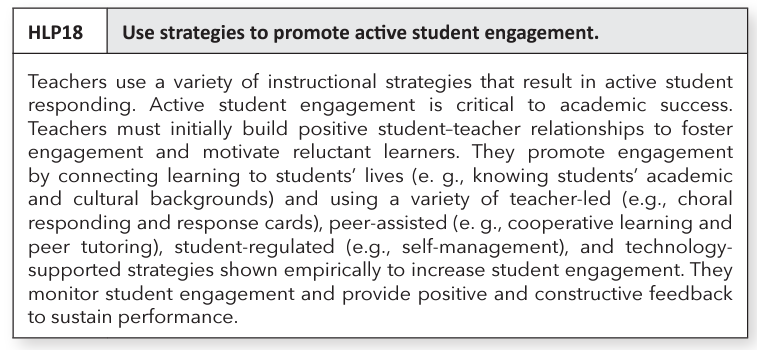 HLP18 Use strategies to promote active student engagement.
Teachers use a variety of instructional strategies that result in active student
responding. Active student engagement is critical to academic success.
Teachers must initially build positive student–teacher relationships to foster
engagement and motivate reluctant learners. They promote engagement
by connecting learning to students’ lives (e. g., knowing students’ academic
and cultural backgrounds) and using a variety of teacher-led (e.g., choral
responding and response cards), peer-assisted (e. g., cooperative learning and
peer tutoring), student-regulated (e.g., self-management), and technology-
supported strategies shown empirically to increase student engagement. They
monitor student engagement and provide positive and constructive feedback
to sustain performance.